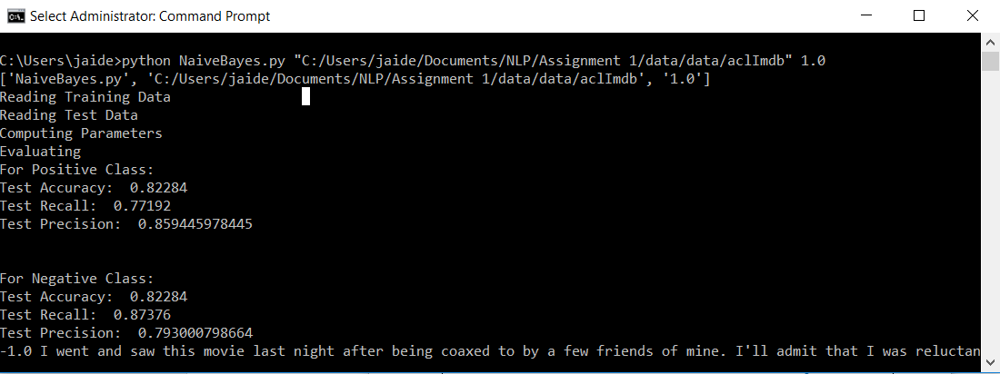 Select Administrator: Command Prompt
C:\Users\jaide>python NaiveBayes.py "C:/Users/jaide/Documents/NLP/Assignment 1/data/data/aclImdb" 1.0
['NaiveBayes.py', 'C:/Users/jaide/Documents/NLP/Assignment 1/data/data/aclImdb', '1.0']
Reading Training Data
Reading Test Data
Computing Parameters
Evaluating
For Positive Class:
Test Accuracy:  0.82284
Test Recall:  0.77192
Test Precision:  0.859445978445
For Negative Class:
Test Accuracy:  0.82284
Test Recall:  0.87376
Test Precision:  0.793000798664
-1.0 I went and saw this movie last night after being coaxed to by a few friends of mine. I'll admit that I was reluctan